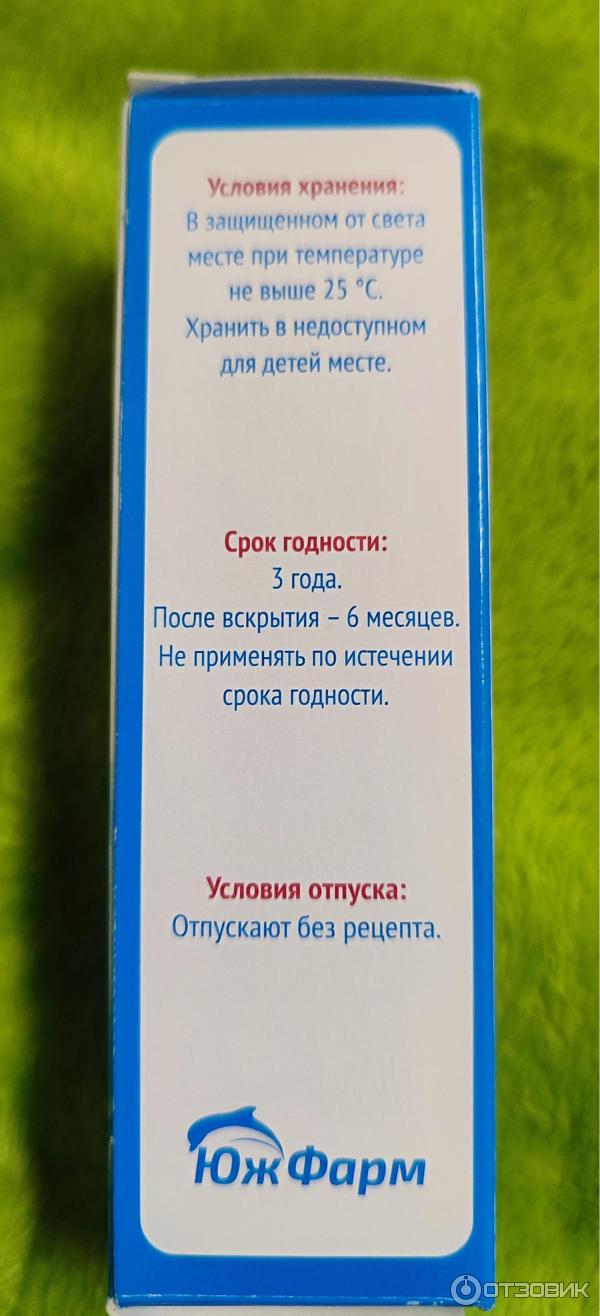 Условия хранения:
В защищенном от света
месте при температуре
не выше 25 °С.
Хранить в недоступном
для детей месте.
Срок годности:
3 года.
После вскрытия – 6 месяцев.
Не применять по истечении
срока годности.
Условия отпуска:
Отпускают без рецепта.
ЮжФарм
ОТЗОВИК